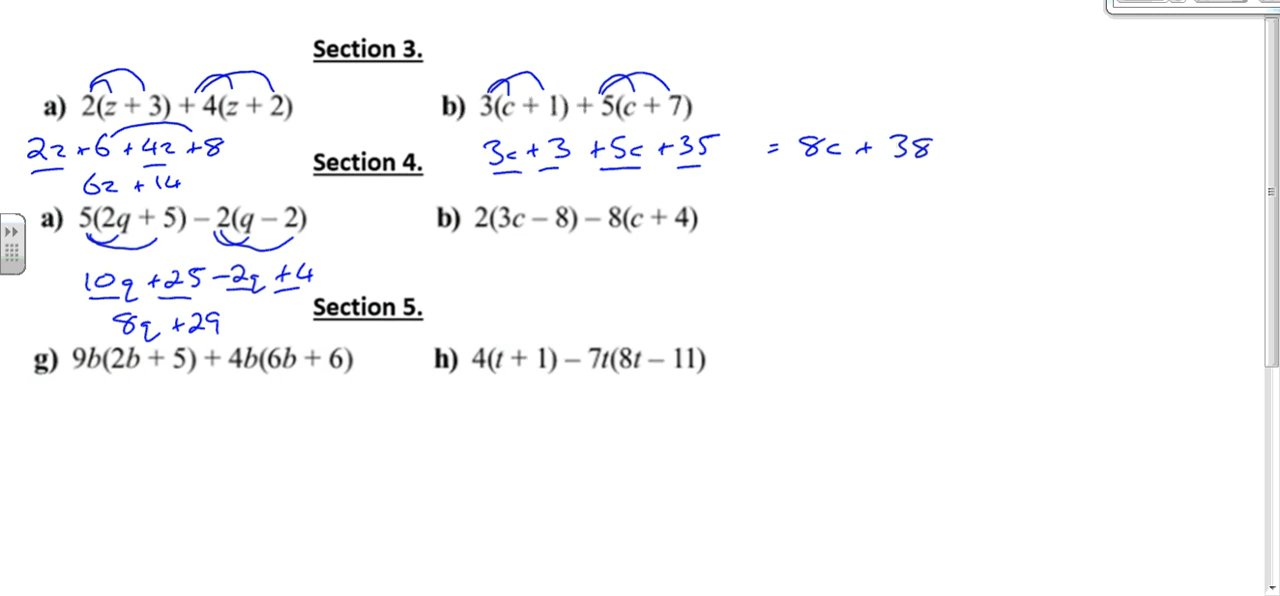 Section 3.
a) 2(z + 3) + 4(z + 2)
b) 3(c + 1) + 5(c + 7)
2z + 6 + 4z + 8
3c + 3 + 5c + 35 = 8c + 38
6z + 14
Section 4.
a) 5(2q + 5) – 2(q – 2)
b) 2(3c – 8) – 8(c + 4)
10q + 25 - 2q + 4
8q + 29
Section 5.
g) 9b(2b + 5) + 4b(6b + 6)
h) 4(t + 1) – 7t(8t – 11)